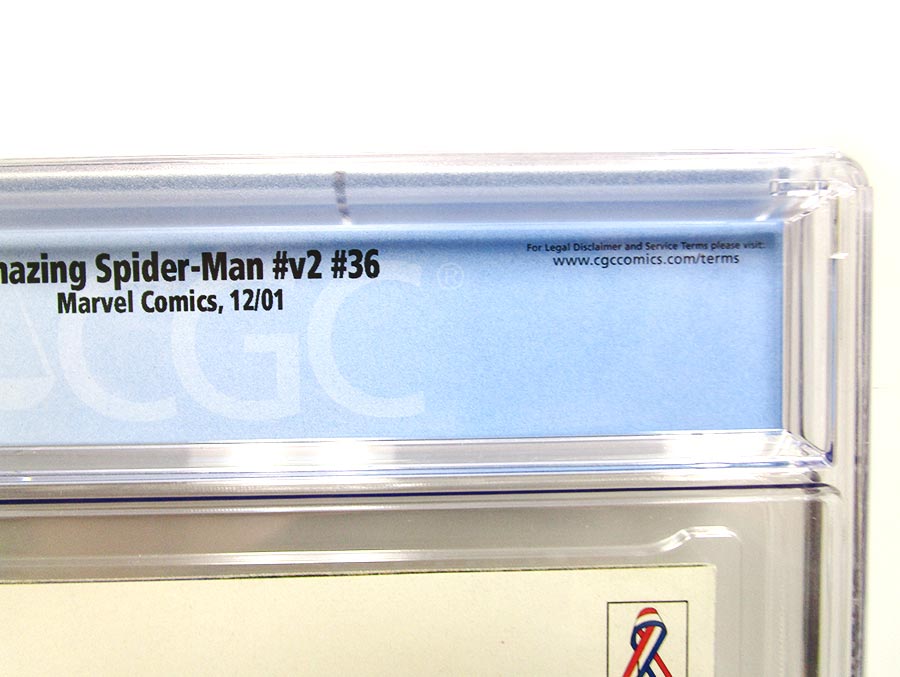 mazing Spider-Man #v2 #36
Marvel Comics, 12/01
For Legal Disclaimer and Service Terms please visit:
www.cgccomics.com/terms
CGC®